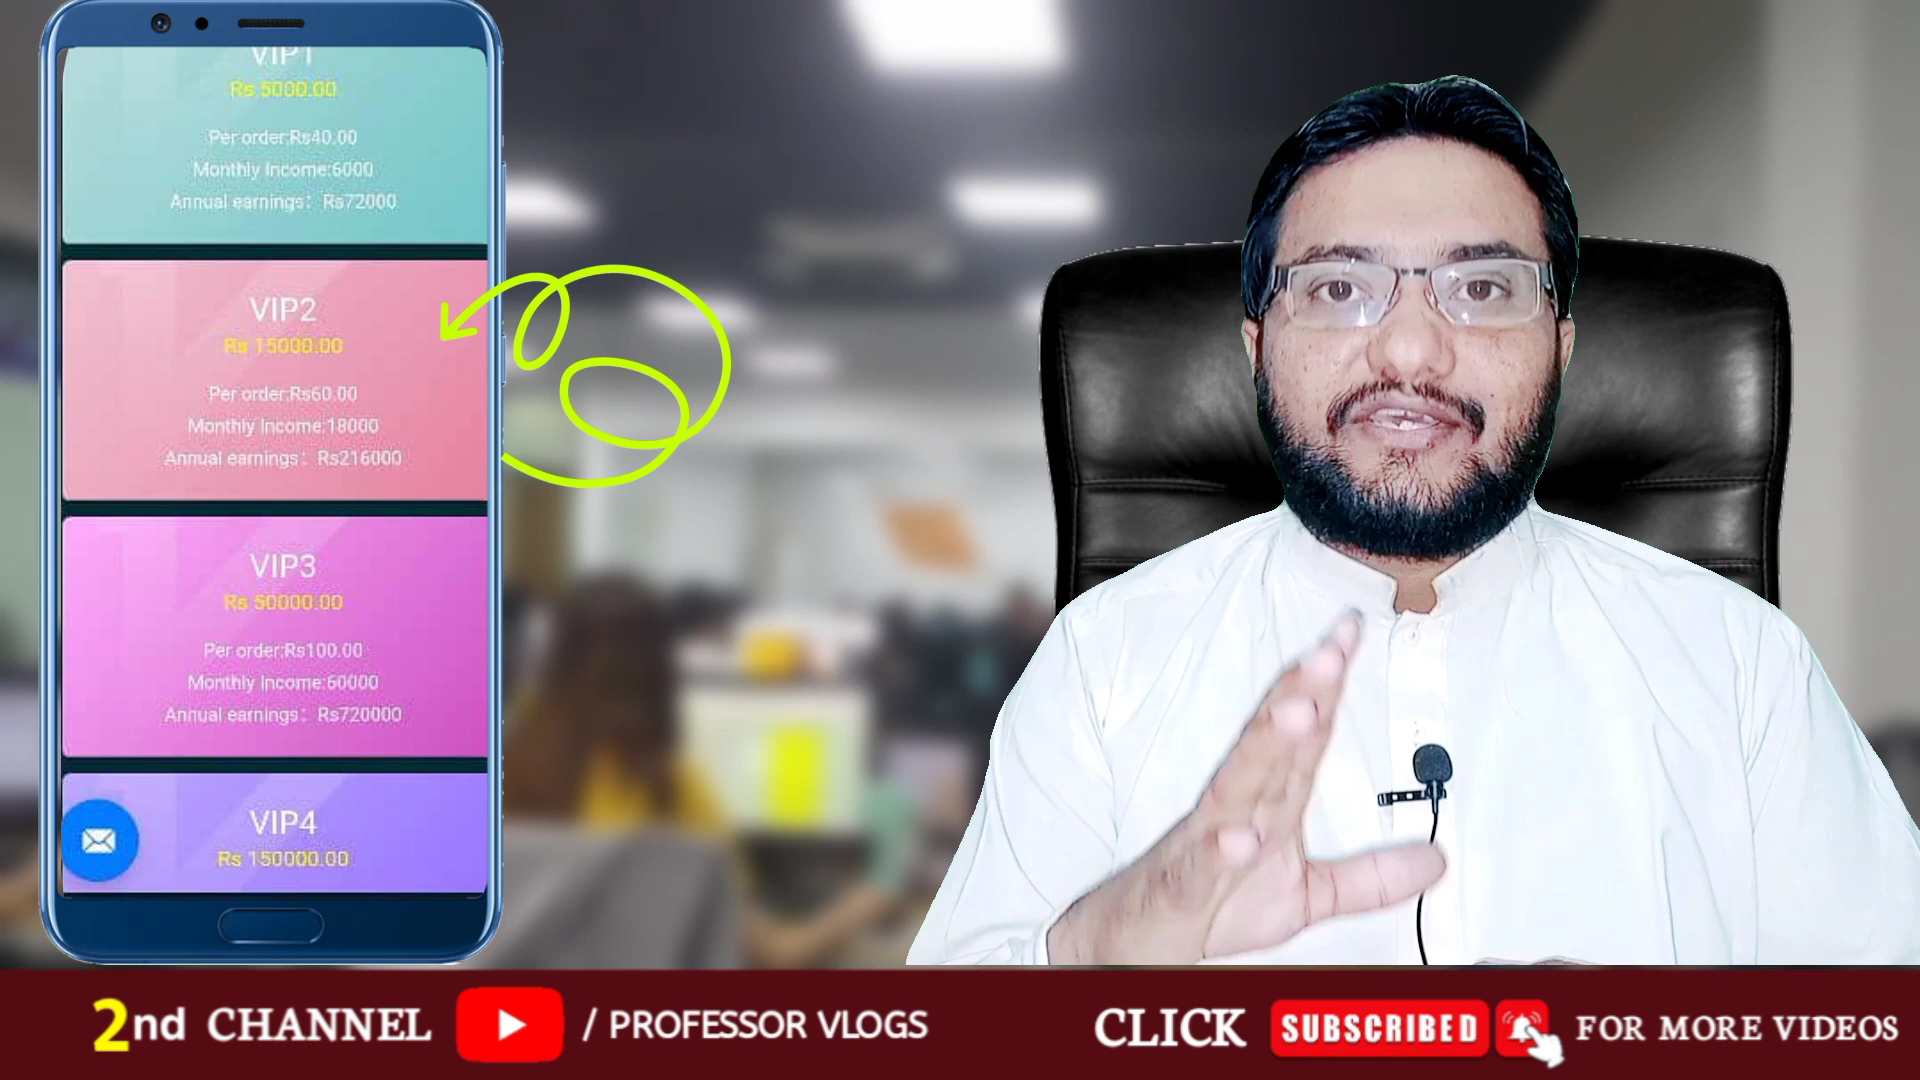 VIP1
Rs 5000.00
Per order:Rs40.00
Monthly Income:6000
Annual earnings: Rs72000
VIP2
Rs 15000.00
Per order:Rs60.00
Monthly Income:18000
Annual earnings: Rs216000
VIP3
Rs 50000.00
Per order:Rs100.00
Monthly Income:60000
Annual earnings: Rs720000
VIP4
Rs 150000.00
2nd CHANNEL / PROFESSOR VLOGS
CLICK SUBSCRIBED FOR MORE VIDEOS